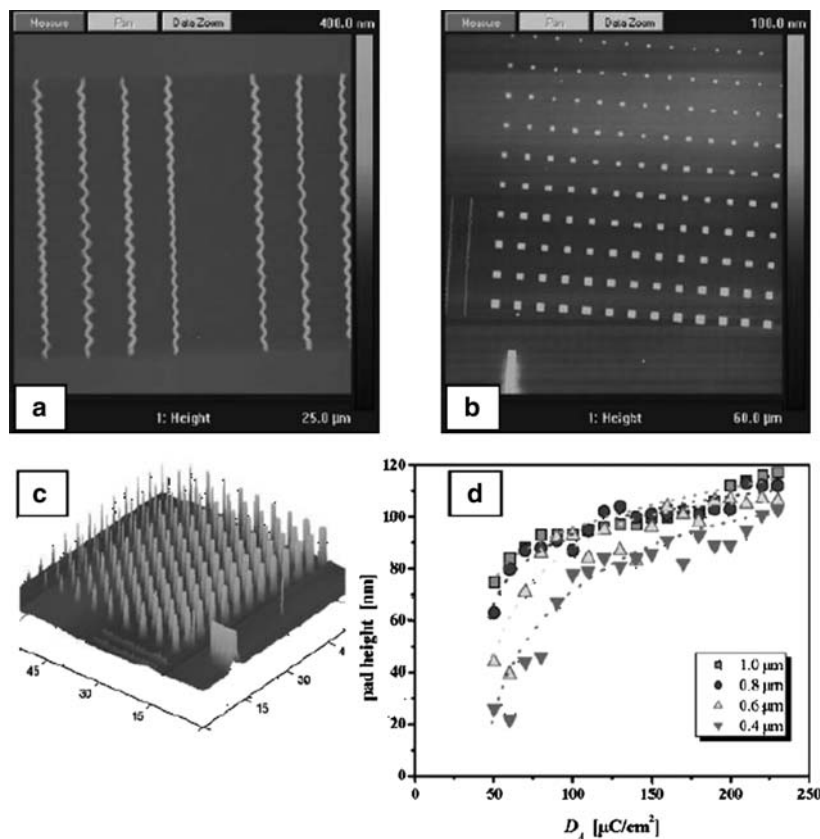 Measure Pan Data Zoom 400.0 nm
a
1: Height 25.0 µm
Measure Pan Data Zoom 100.0 nm
b
1: Height 60.0 µm
c
45
30
15
15
30
4
d
120
100
80
60
40
20
0
pad height [nm]
1.0 µm
0.8 µm
0.6 µm
0.4 µm
0 50 100 150 200 250
D_A [µC/cm²]